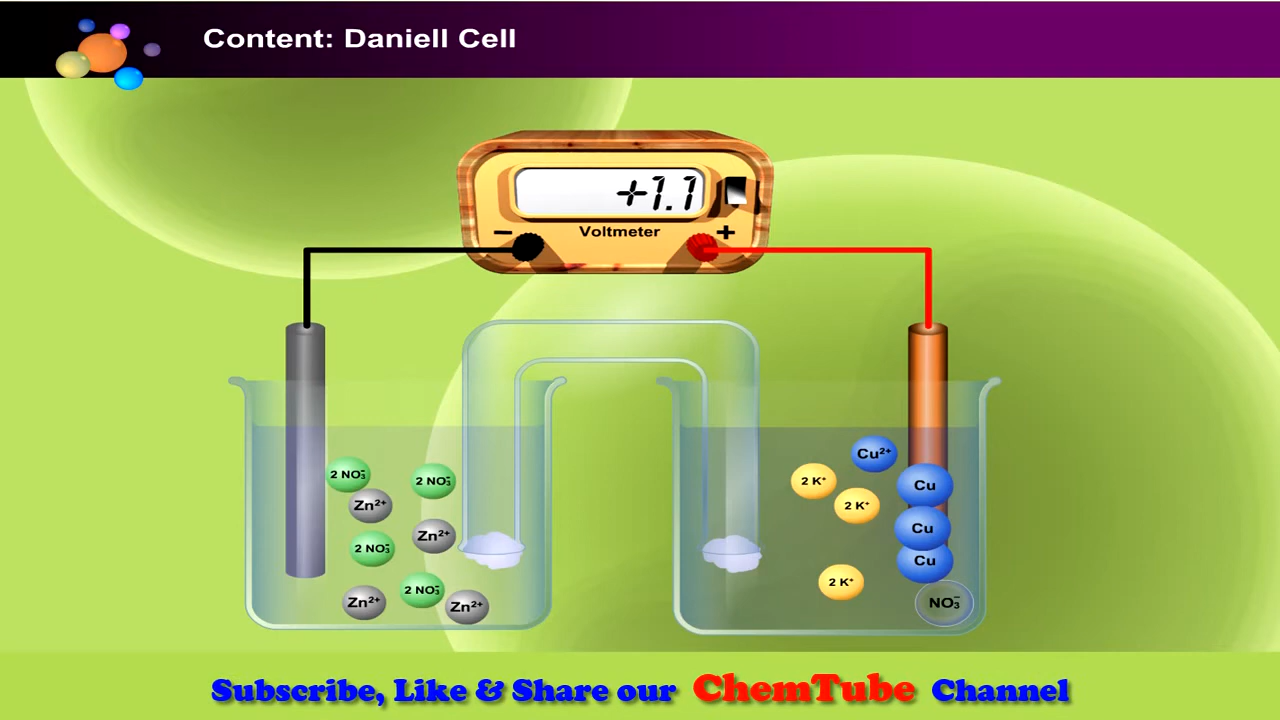 Content: Daniell Cell
+1.1
− Voltmeter +
2 NO₃⁻
2 NO₃⁻
Zn²⁺
Zn²⁺
2 NO₃⁻
2 NO₃⁻
Zn²⁺
Zn²⁺
Cu²⁺
2 K⁺
Cu
2 K⁺
Cu
Cu
2 K⁺
NO₃⁻
Subscribe, Like & Share our ChemTube Channel